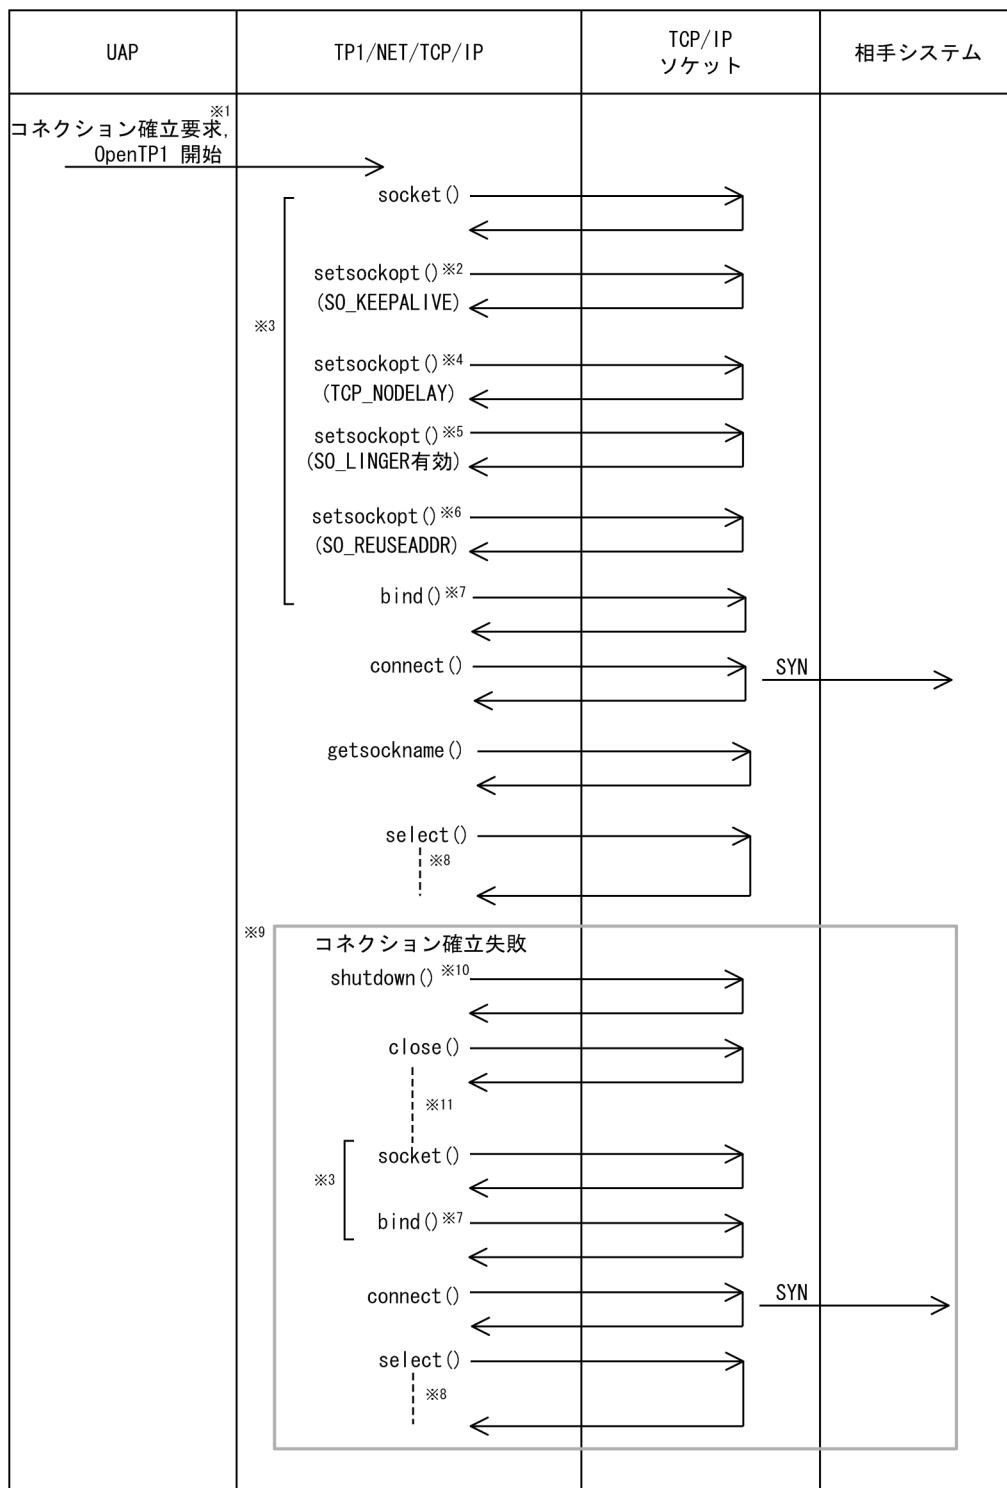 UAP
TP1/NET/TCP/IP
TCP/IP
ソケット
相手システム
※1
コネクション確立要求,
OpenTP1 開始
socket()
setsockopt()※2
(SO_KEEPALIVE)
※3
setsockopt()※4
(TCP_NODELAY)
setsockopt()※5
(SO_LINGER有効)
setsockopt()※6
(SO_REUSEADDR)
bind()※7
connect()
SYN
getsockname()
select()
※8
※9
コネクション確立失敗
shutdown()※10
close()
※11
socket()
※3
bind()※7
connect()
SYN
select()
※8